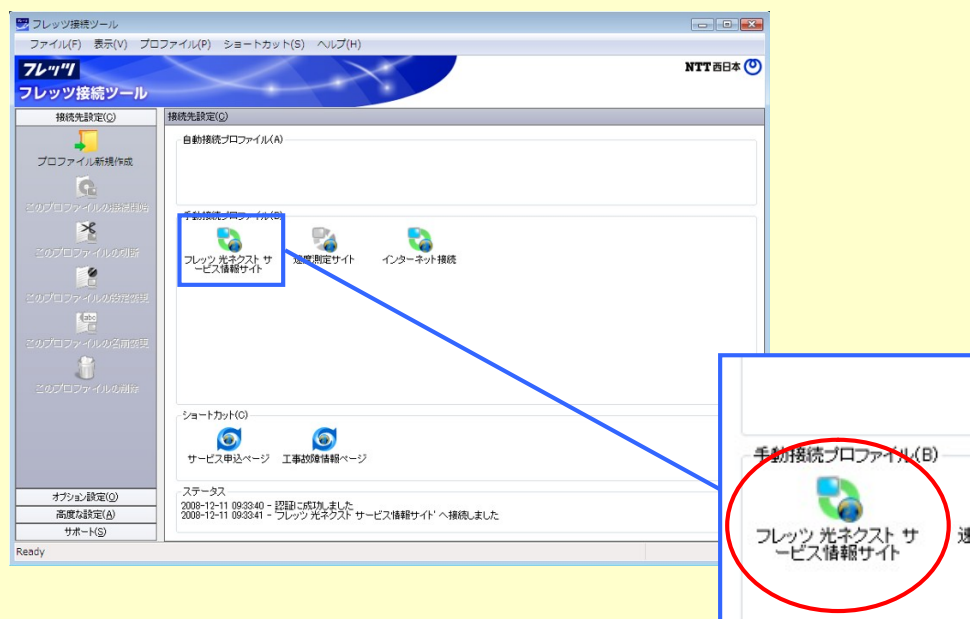 フレッツ接続ツール
ファイル(F) 表示(V) プロファイル(P) ショートカット(S) ヘルプ(H)
フレッツ
フレッツ接続ツール
NTT西日本
接続先設定(C)
プロファイル新規作成
このプロファイルの接続開始
このプロファイルの切断
このプロファイルの設定変更
このプロファイルの名前変更
このプロファイルの削除
オプション設定(O)
高度な設定(A)
サポート(S)
接続先設定(C)
自動接続プロファイル(A)
手動接続プロファイル(B)
フレッツ 光ネクスト サ
ービス情報サイト
速度測定サイト
インターネット接続
ショートカット(C)
サービス申込ページ
工事故障情報ページ
ステータス
2008-12-11 09:33:40 - 認証に成功しました
2008-12-11 09:33:41 - 'フレッツ 光ネクスト サービス情報サイト' へ接続しました
Ready
手動接続プロファイル(B)
フレッツ 光ネクスト サ
ービス情報サイト
速